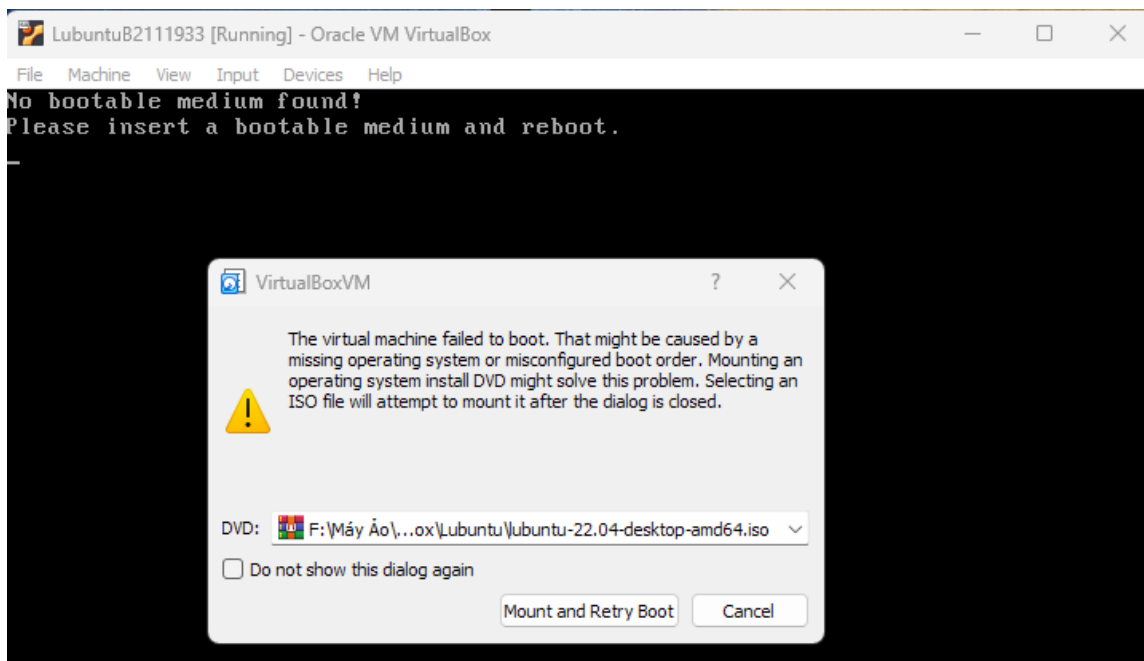 LubuntuB2111933 [Running] - Oracle VM VirtualBox
File Machine View Input Devices Help
No bootable medium found!
Please insert a bootable medium and reboot.
VirtualBoxVM
The virtual machine failed to boot. That might be caused by a
missing operating system or misconfigured boot order. Mounting an
operating system install DVD might solve this problem. Selecting an
ISO file will attempt to mount it after the dialog is closed.
DVD: F:\Máy Ảo\...ox\Lubuntu\lubuntu-22.04-desktop-amd64.iso
Do not show this dialog again
Mount and Retry Boot Cancel